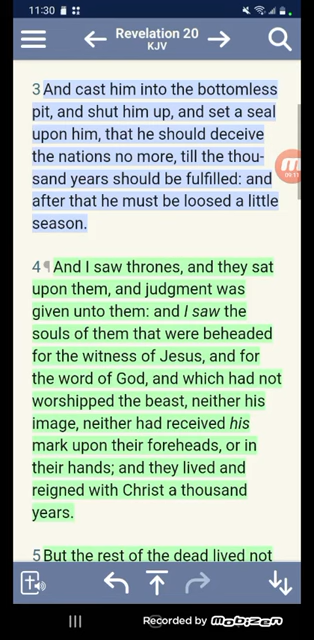 11:30
Revelation 20
KJV
3 And cast him into the bottomless
pit, and shut him up, and set a seal
upon him, that he should deceive
the nations no more, till the thou-
sand years should be fulfilled: and
after that he must be loosed a little
season.
4 ¶ And I saw thrones, and they sat
upon them, and judgment was
given unto them: and I saw the
souls of them that were beheaded
for the witness of Jesus, and for
the word of God, and which had not
worshipped the beast, neither his
image, neither had received his
mark upon their foreheads, or in
their hands; and they lived and
reigned with Christ a thousand
years.
5 But the rest of the dead lived not
Recorded by mobizen